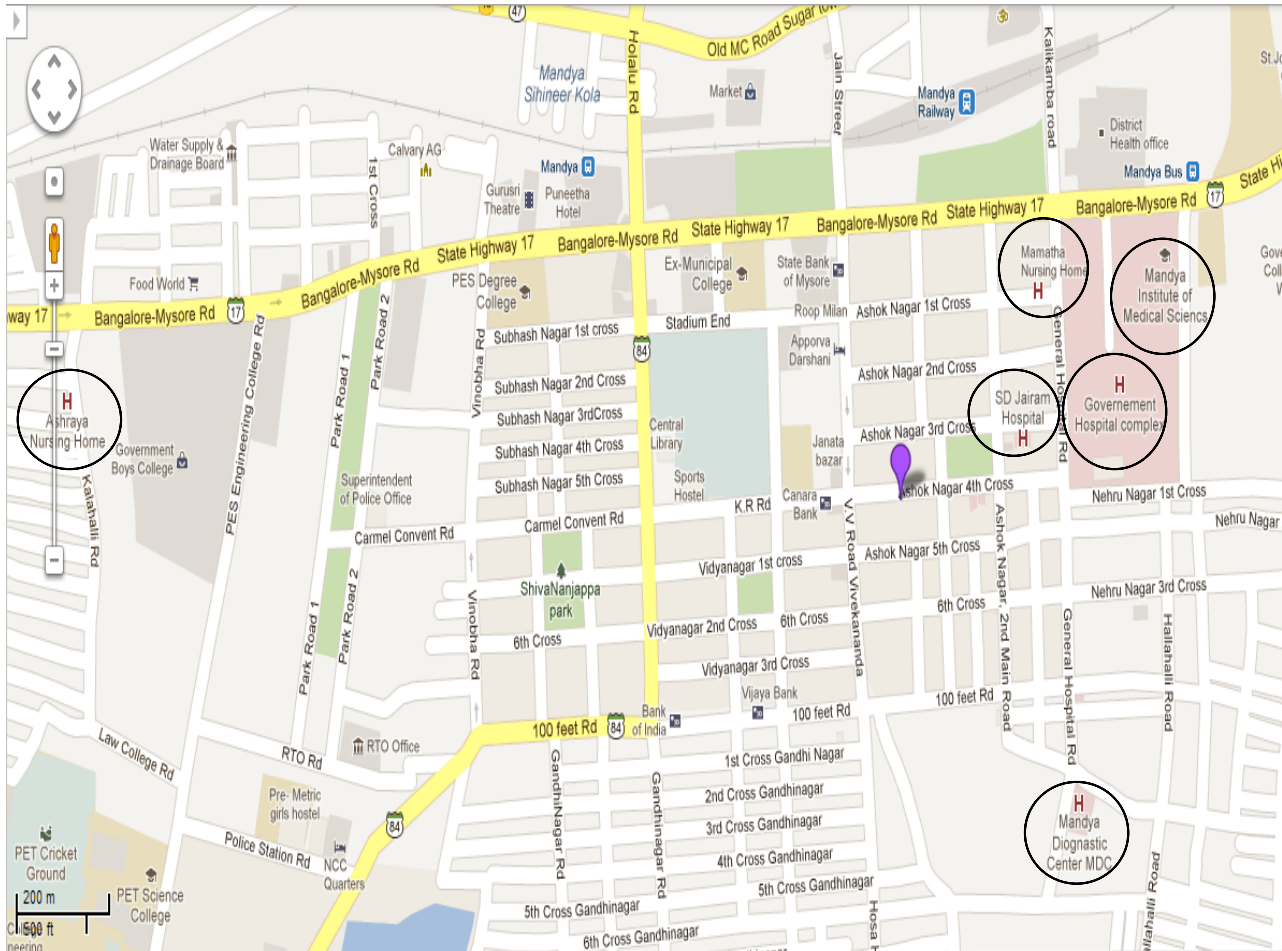 47
Old MC Road Sugar town
Holalu Rd
Jain Street
Kalikamba road
St.Jo
Mandya
Sihineer Kola
Market
Mandya
Railway
District
Health office
Water Supply &
Drainage Board
1st Cross
Calvary AG
Mandya
Mandya Bus
Gurusri
Theatre
Puneetha
Hotel
17
State Hi
Bangalore-Mysore Rd
State Highway 17
Bangalore-Mysore Rd
State Highway 17
Bangalore-Mysore Rd
State Highway 17
Bangalore-Mysore Rd
Food World
PES Degree
College
Ex-Municipal
College
State Bank
of Mysore
Mamatha
Nursing Home
H
Mandya
Institute of
Medical Sciencs
way 17
Bangalore-Mysore Rd
17
Park Road 2
Vinobha Rd
Subhash Nagar 1st cross
Stadium End
Roop Milan
Ashok Nagar 1st Cross
General Hospital Rd
PES Engineering College Rd
Park Road 1
84
Apporva
Darshani
Subhash Nagar 2nd Cross
Ashok Nagar 2nd Cross
H
Ashraya
Nursing Home
Subhash Nagar 3rdCross
SD Jairam
Hospital
H
H
Governement
Hospital complex
Government
Boys College
Subhash Nagar 4th Cross
Central
Library
Janata
bazar
Ashok Nagar 3rd Cross
Superintendent
of Police Office
Subhash Nagar 5th Cross
Sports
Hostel
Canara
Bank
Ashok Nagar 4th Cross
Nehru Nagar 1st Cross
Kalahalli Rd
Carmel Convent Rd
Carmel Convent Rd
K.R Rd
V.V Road Vivekananda
Ashok Nagar, 2nd Main Road
Nehru Nagar
Ashok Nagar 5th Cross
Vidyanagar 1st cross
ShivaNanjappa
park
Park Road 1
Park Road 2
Vinobha Rd
Nehru Nagar 3rd Cross
6th Cross
6th Cross
Vidyanagar 2nd Cross
6th Cross
General Hospital Rd
Hallahalli Road
Vidyanagar 3rd Cross
Vijaya Bank
100 feet Rd
100 feet Rd
Bank
of India
100 feet Rd
84
Law College Rd
RTO Rd
RTO Office
GandhiNagar Rd
Gandhinagar Rd
1st Cross Gandhi Nagar
2nd Cross Gandhinagar
3rd Cross Gandhinagar
4th Cross Gandhinagar
5th Cross Gandhinagar
5th Cross Gandhinagar
6th Cross Gandhinagar
Pre- Metric
girls hostel
84
Police Station Rd
NCC
Quarters
H
Mandya
Diognastic
Center MDC
PET Cricket
Ground
PET Science
College
200 m
500 ft
neering
Hosa
llahalli Road